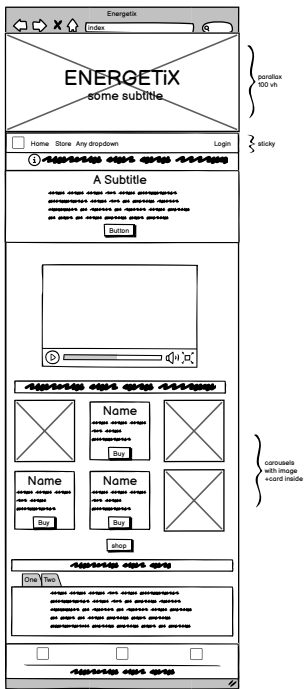 Energetix
index
ENERGETiX
some subtitle
parallax
100 vh
Home Store Any dropdown Login
sticky
A Subtitle
Button
Name
Buy
Name Name
Buy Buy
carousels
with image
+card inside
shop
One Two